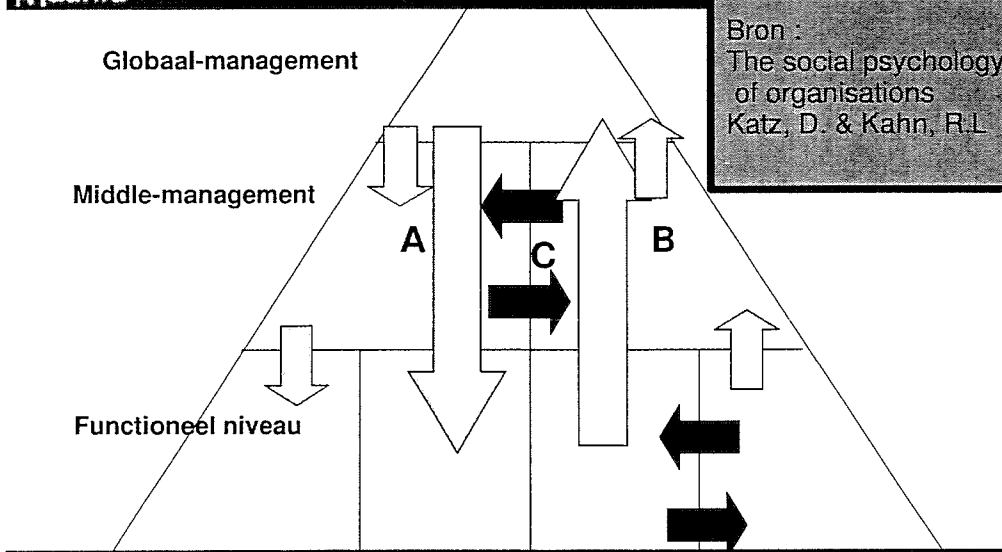 Globaal-management
Bron :
The social psychology
of organisations
Katz, D. & Kahn, R.L
Middle-management
A
C
B
Functioneel niveau